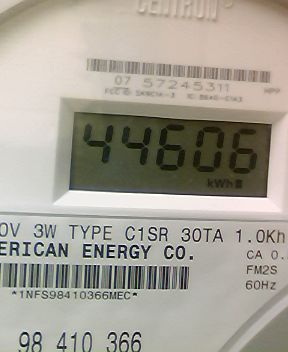 CENTRON®
07 57245311
44606
kWh
0V 3W TYPE C1SR 30TA 1.0Kh
ERICAN ENERGY CO.
CA 0.
FM2S
*1NFS98410366MEC*
60Hz
98 410 366